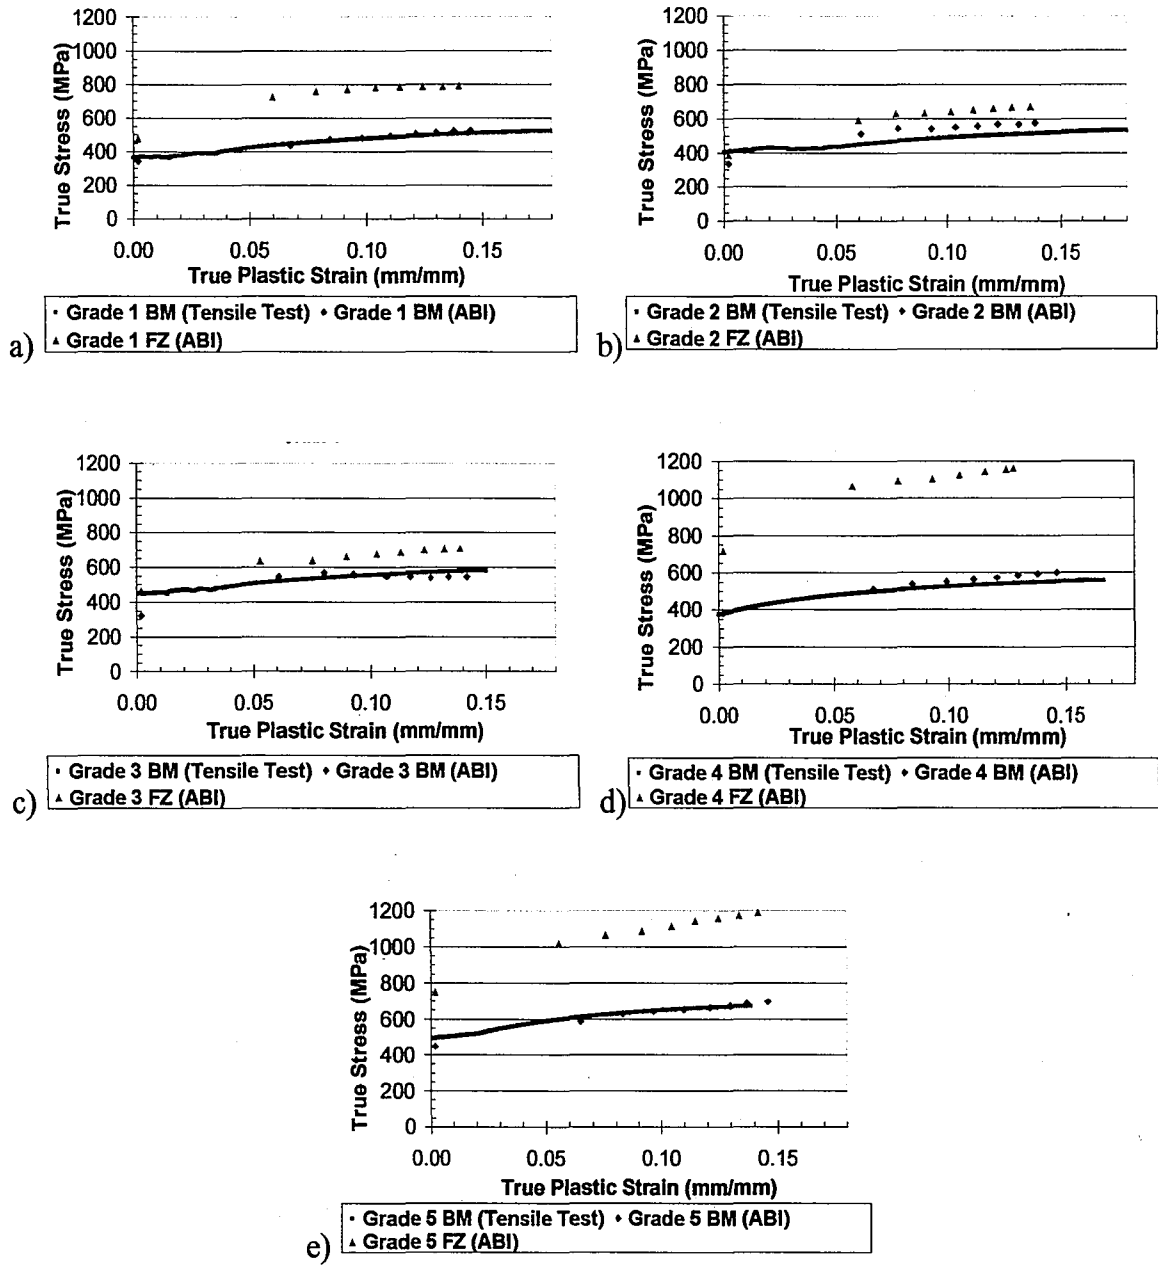 1200
1000
800
600
400
200
0
True Stress (MPa)
0.00 0.05 0.10 0.15
True Plastic Strain (mm/mm)
Grade 1 BM (Tensile Test) Grade 1 BM (ABI)
Grade 1 FZ (ABI)
a)
1200
1000
800
600
400
200
0
True Stress (MPa)
0.00 0.05 0.10 0.15
True Plastic Strain (mm/mm)
Grade 2 BM (Tensile Test) Grade 2 BM (ABI)
Grade 2 FZ (ABI)
b)
1200
1000
800
600
400
200
0
True Stress (MPa)
0.00 0.05 0.10 0.15
True Plastic Strain (mm/mm)
Grade 3 BM (Tensile Test) Grade 3 BM (ABI)
Grade 3 FZ (ABI)
c)
1200
1000
800
600
400
200
0
True Stress (MPa)
0.00 0.05 0.10 0.15
True Plastic Strain (mm/mm)
Grade 4 BM (Tensile Test) Grade 4 BM (ABI)
Grade 4 FZ (ABI)
d)
1200
1000
800
600
400
200
0
True Stress (MPa)
0.00 0.05 0.10 0.15
True Plastic Strain (mm/mm)
Grade 5 BM (Tensile Test) Grade 5 BM (ABI)
Grade 5 FZ (ABI)
e)